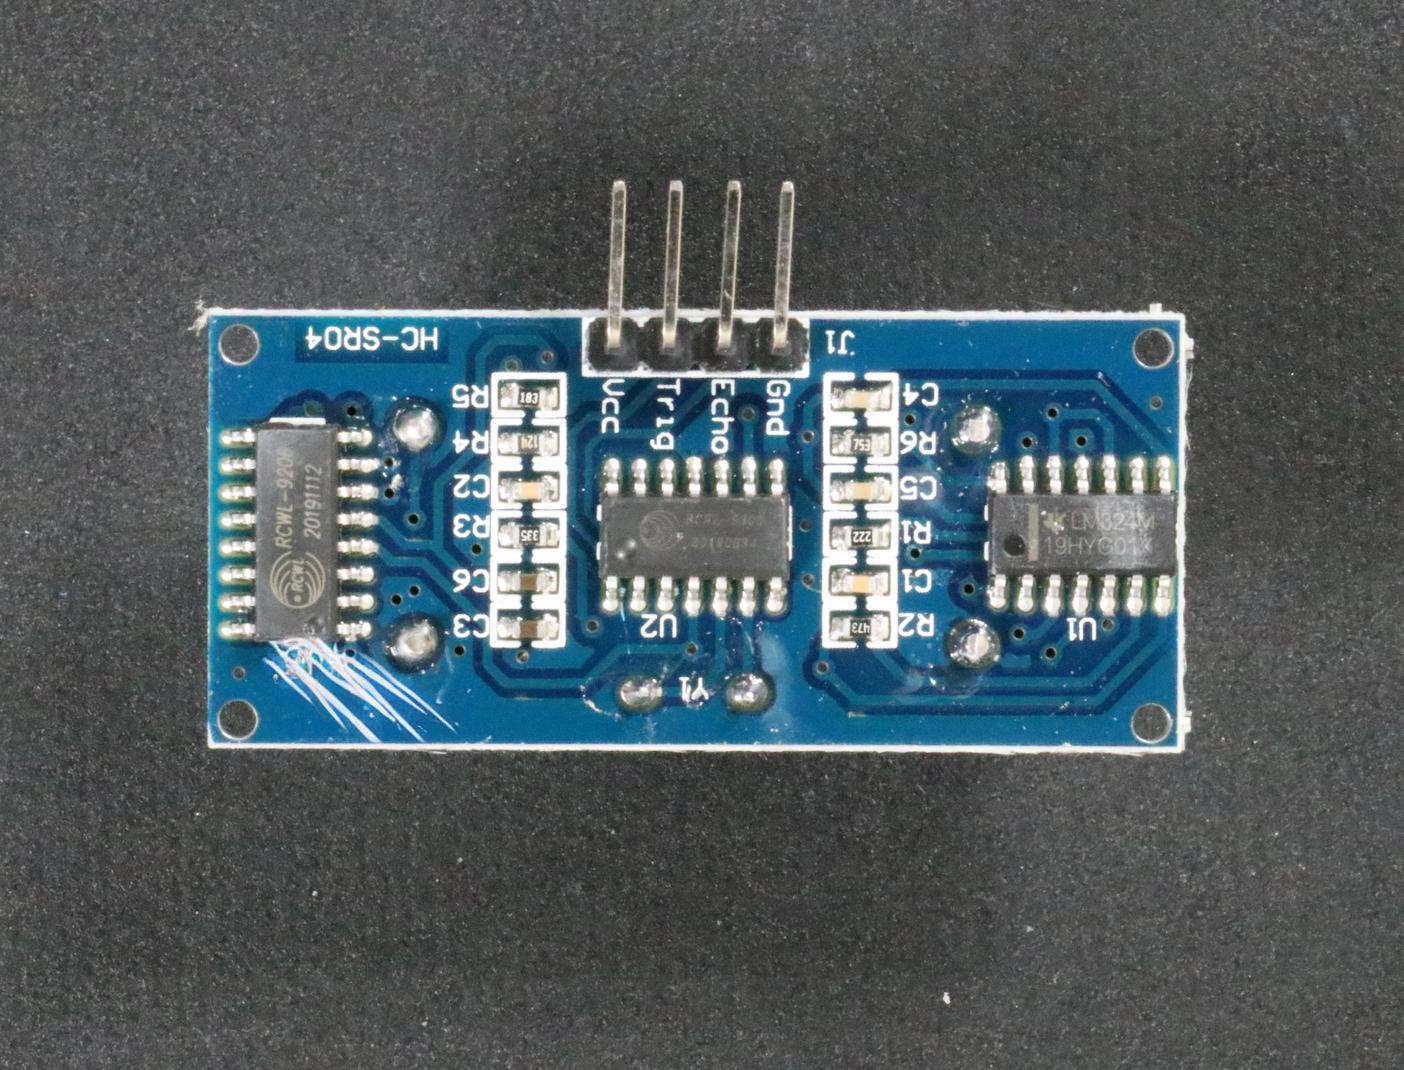 HC-SR04
J1
Vcc
Trig
Echo
Gnd
R5
183
R4
124
C2
R3
335
C6
C3
C4
R6
C5
R1
222
C1
R2
473
U2
U1
Y1
RCWL-9206
20191112
RCWL
LM324M
19HYG01X